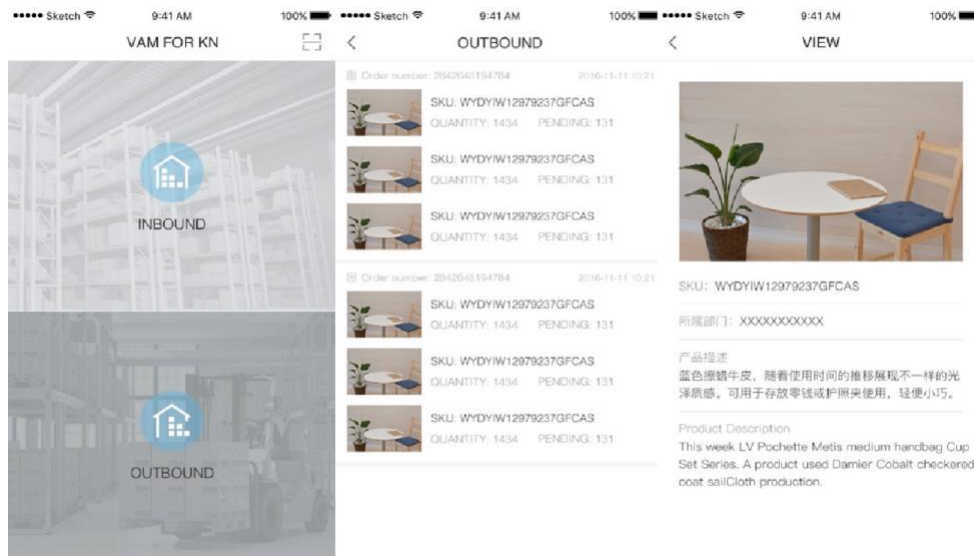 Sketch 9:41 AM 100%
VAM FOR KN
INBOUND
OUTBOUND
Sketch 9:41 AM 100%
OUTBOUND
Order number: 2842648194784 2016-11-11 10:21
SKU: WYDYIW12979237GFCAS
QUANTITY: 1434 PENDING: 131
SKU: WYDYIW12979237GFCAS
QUANTITY: 1434 PENDING: 131
SKU: WYDYIW12979237GFCAS
QUANTITY: 1434 PENDING: 131
Order number: 2842648194784 2016-11-11 10:21
SKU: WYDYIW12979237GFCAS
QUANTITY: 1434 PENDING: 131
SKU: WYDYIW12979237GFCAS
QUANTITY: 1434 PENDING: 131
SKU: WYDYIW12979237GFCAS
QUANTITY: 1434 PENDING: 131
Sketch 9:41 AM 100%
VIEW
SKU: WYDYIW12979237GFCAS
所属部门: XXXXXXXXXXX
产品描述
蓝色擦蜡牛皮，随着使用时间的推移展现不一样的光
泽质感。可用于存放零钱或护照夹使用，轻便小巧。
Product Description
This week LV Pochette Metis medium handbag Cup
Set Series. A product used Damier Cobalt checkered
coat sailCloth production.